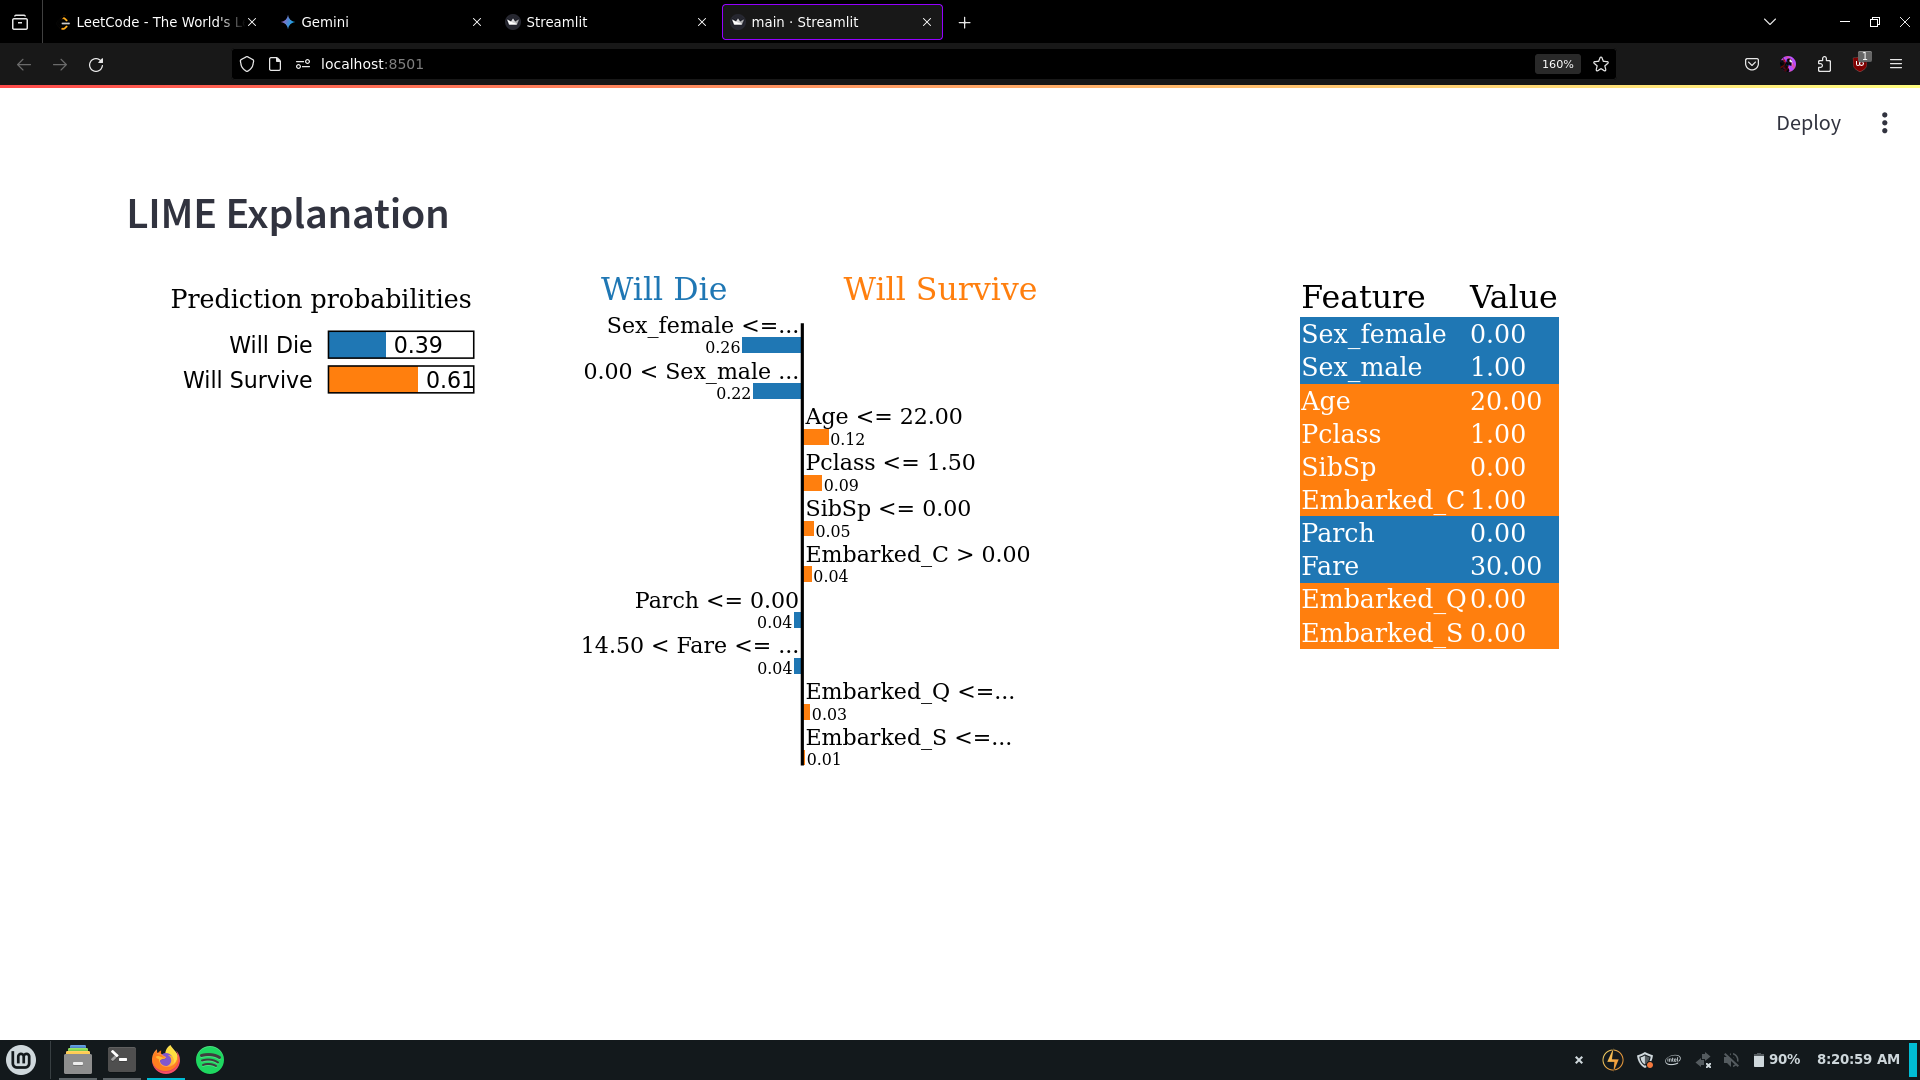 LeetCode - The World's L
Gemini
Streamlit
main · Streamlit
localhost:8501
160%
1
Deploy
LIME Explanation
Prediction probabilities
Will Die 0.39
Will Survive 0.61
Will Die Will Survive
Sex_female <=...
0.26
0.00 < Sex_male ...
0.22
Age <= 22.00
0.12
Pclass <= 1.50
0.09
SibSp <= 0.00
0.05
Embarked_C > 0.00
0.04
Parch <= 0.00
0.04
14.50 < Fare <= ...
0.04
Embarked_Q <=...
0.03
Embarked_S <=...
0.01
Feature Value
Sex_female 0.00
Sex_male 1.00
Age 20.00
Pclass 1.00
SibSp 0.00
Embarked_C 1.00
Parch 0.00
Fare 30.00
Embarked_Q 0.00
Embarked_S 0.00
lm
intel
90%
8:20:59 AM